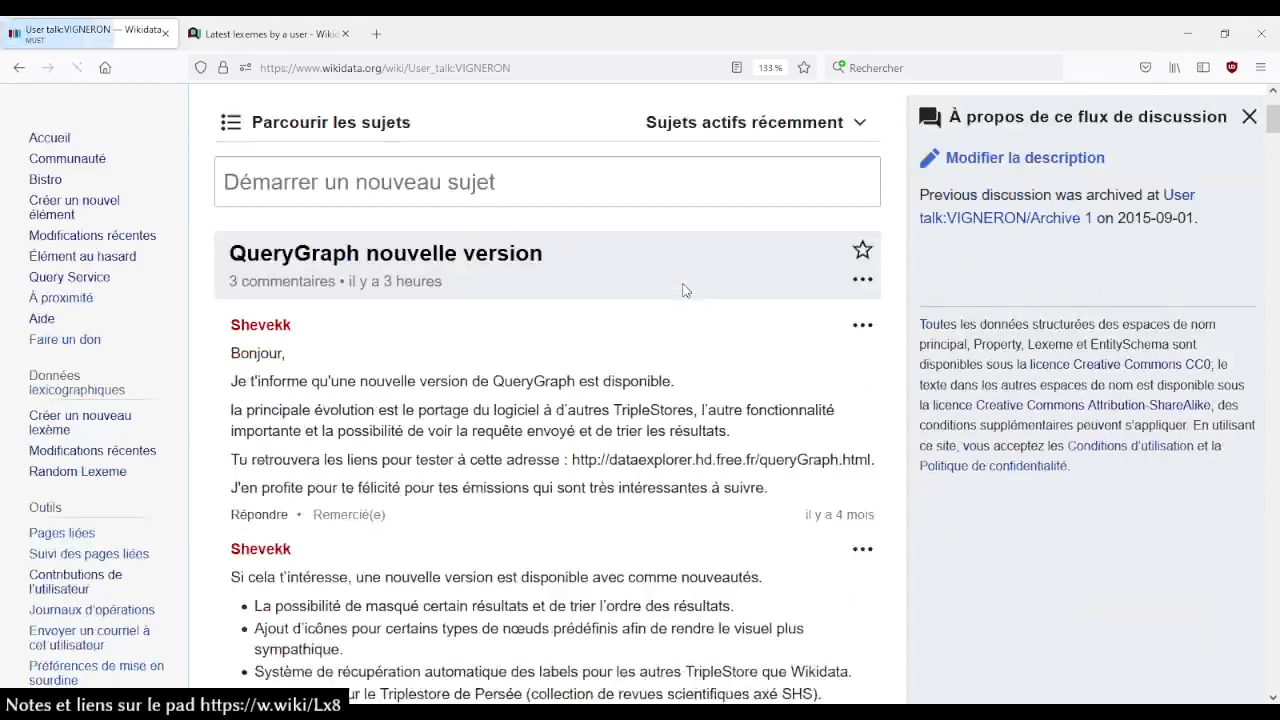 User talk:VIGNERON — Wikidata
MUET
Latest lexemes by a user - Wikid
https://www.wikidata.org/wiki/User_talk:VIGNERON
133 %
Rechercher
Accueil
Communauté
Bistro
Créer un nouvel
élément
Modifications récentes
Élément au hasard
Query Service
À proximité
Aide
Faire un don
Données
lexicographiques
Créer un nouveau
lexème
Modifications récentes
Random Lexeme
Outils
Pages liées
Suivi des pages liées
Contributions de
l'utilisateur
Journaux d'opérations
Envoyer un courriel à
cet utilisateur
Préférences de mise en
sourdine
Parcourir les sujets
Sujets actifs récemment
Démarrer un nouveau sujet
QueryGraph nouvelle version
3 commentaires • il y a 3 heures
Shevekk
Bonjour,
Je t'informe qu'une nouvelle version de QueryGraph est disponible.
la principale évolution est le portage du logiciel à d'autres TripleStores, l'autre fonctionnalité
importante et la possibilité de voir la requête envoyé et de trier les résultats.
Tu retrouvera les liens pour tester à cette adresse : http://dataexplorer.hd.free.fr/queryGraph.html.
J'en profite pour te félicité pour tes émissions qui sont très intéressantes à suivre.
Répondre • Remercié(e)
il y a 4 mois
Shevekk
Si cela t'intéresse, une nouvelle version est disponible avec comme nouveautés.
• La possibilité de masqué certain résultats et de trier l'ordre des résultats.
• Ajout d'icônes pour certains types de nœuds prédéfinis afin de rendre le visuel plus
sympathique.
• Système de récupération automatique des labels pour les autres TripleStore que Wikidata.
ur le Triplestore de Persée (collection de revues scientifiques axé SHS).
À propos de ce flux de discussion
Modifier la description
Previous discussion was archived at User
talk:VIGNERON/Archive 1 on 2015-09-01.
Toutes les données structurées des espaces de nom
principal, Property, Lexeme et EntitySchema sont
disponibles sous la licence Creative Commons CC0; le
texte dans les autres espaces de nom est disponible sous
la licence Creative Commons Attribution-ShareAlike, des
conditions supplémentaires peuvent s'appliquer. En utilisant
ce site, vous acceptez les Conditions d'utilisation et la
Politique de confidentialité.
Notes et liens sur le pad https://w.wiki/Lx8